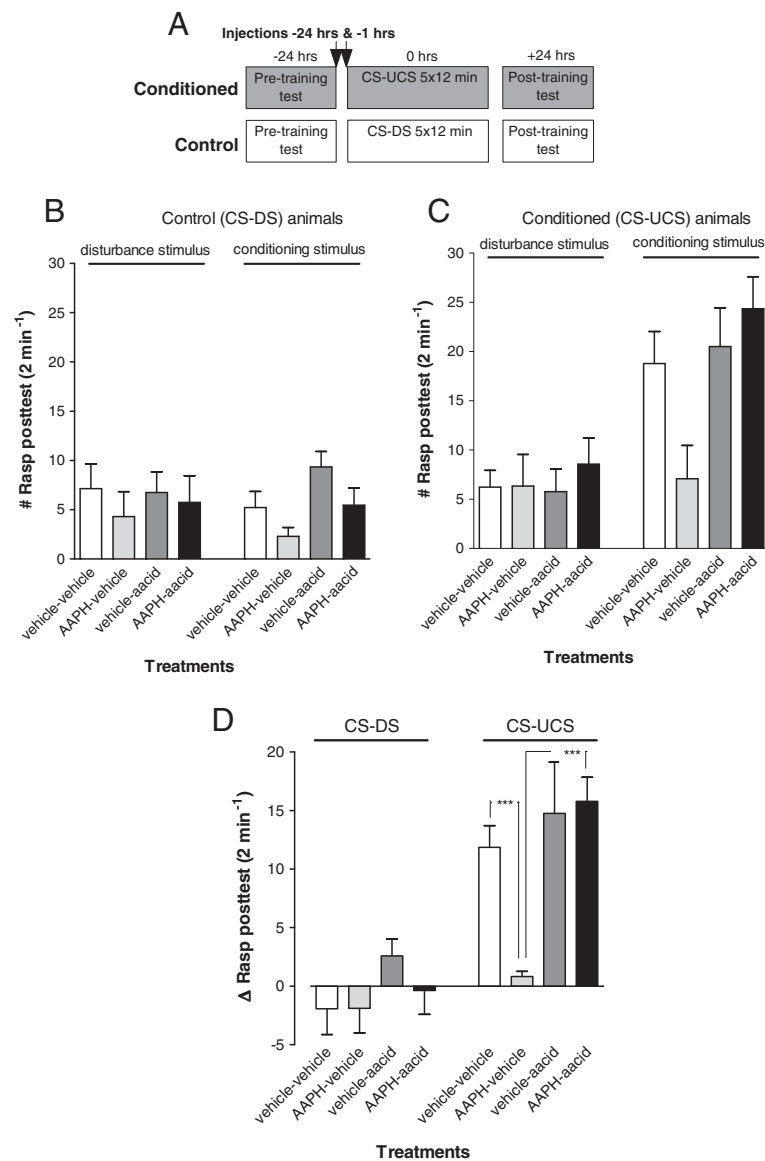 A
Injections -24 hrs & -1 hrs
-24 hrs 0 hrs +24 hrs
Conditioned
Pre-training test
CS-UCS 5x12 min
Post-training test
Control
Pre-training test
CS-DS 5x12 min
Post-training test
B
Control (CS-DS) animals
disturbance stimulus conditioning stimulus
# Rasp posttest (2 min -1)
30
25
20
15
10
5
0
vehicle-vehicle
AAPH-vehicle
vehicle-aacid
AAPH-aacid
vehicle-vehicle
AAPH-vehicle
vehicle-aacid
AAPH-aacid
Treatments
C
Conditioned (CS-UCS) animals
disturbance stimulus conditioning stimulus
# Rasp posttest (2 min -1)
30
25
20
15
10
5
0
vehicle-vehicle
AAPH-vehicle
vehicle-aacid
AAPH-aacid
vehicle-vehicle
AAPH-vehicle
vehicle-aacid
AAPH-aacid
Treatments
D
CS-DS CS-UCS
Δ Rasp posttest (2 min -1)
20
15
10
5
0
-5
***
***
vehicle-vehicle
AAPH-vehicle
vehicle-aacid
AAPH-aacid
vehicle-vehicle
AAPH-vehicle
vehicle-aacid
AAPH-aacid
Treatments